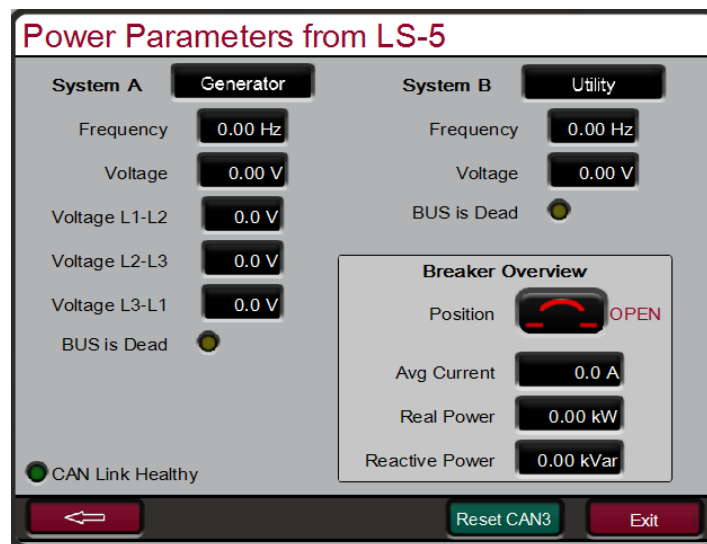 Power Parameters from LS-5
System A Generator
Frequency 0.00 Hz
Voltage 0.00 V
Voltage L1-L2 0.0 V
Voltage L2-L3 0.0 V
Voltage L3-L1 0.0 V
BUS is Dead
CAN Link Healthy
System B Utility
Frequency 0.00 Hz
Voltage 0.00 V
BUS is Dead
Breaker Overview
Position OPEN
Avg Current 0.0 A
Real Power 0.00 kW
Reactive Power 0.00 kVar
Reset CAN3 Exit